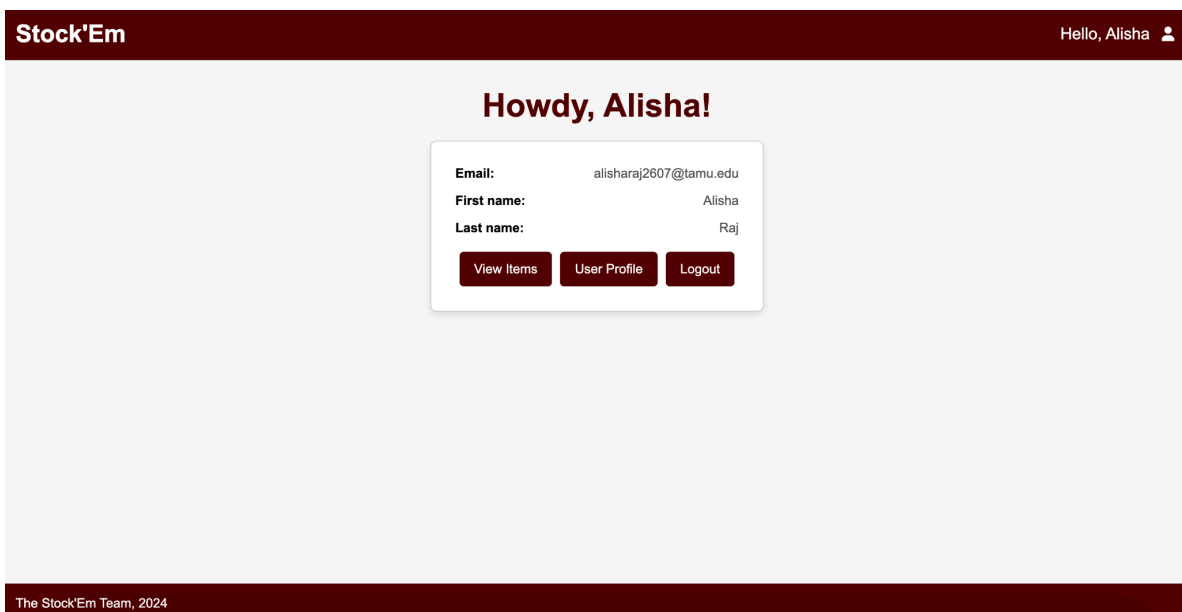 Stock'Em
Hello, Alisha
Howdy, Alisha!
Email: alisharaj2607@tamu.edu
First name: Alisha
Last name: Raj
View Items User Profile Logout
The Stock'Em Team, 2024